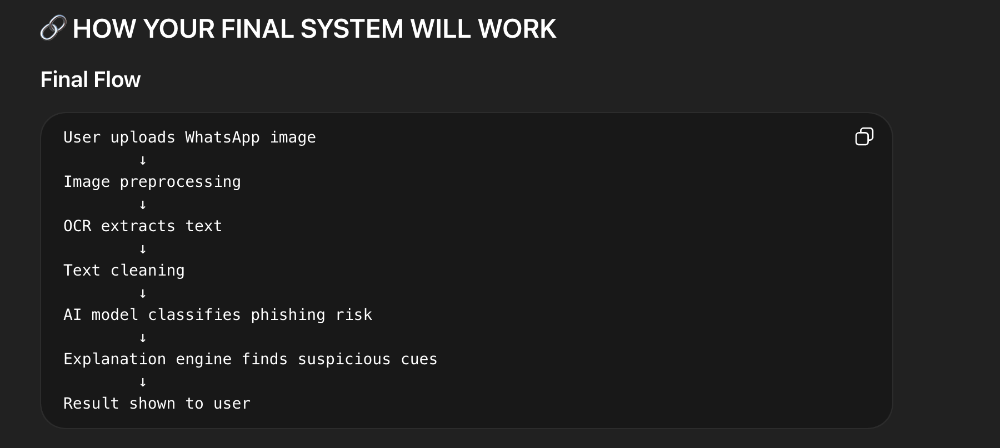 🔗 HOW YOUR FINAL SYSTEM WILL WORK
Final Flow
User uploads WhatsApp image
↓
Image preprocessing
↓
OCR extracts text
↓
Text cleaning
↓
AI model classifies phishing risk
↓
Explanation engine finds suspicious cues
↓
Result shown to user